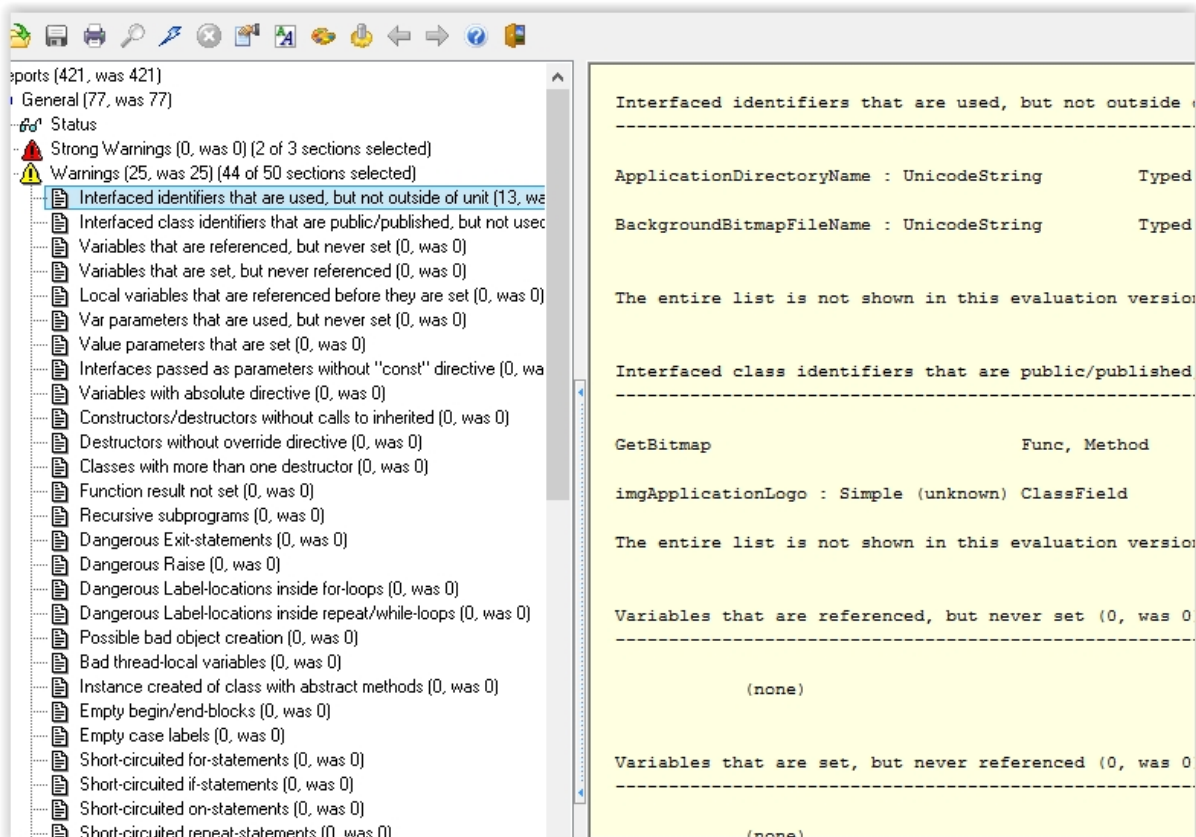 eports (421, was 421)
General (77, was 77)
Status
Strong Warnings (0, was 0) (2 of 3 sections selected)
Warnings (25, was 25) (44 of 50 sections selected)
Interfaced identifiers that are used, but not outside of unit (13, wa
Interfaced class identifiers that are public/published, but not used
Variables that are referenced, but never set (0, was 0)
Variables that are set, but never referenced (0, was 0)
Local variables that are referenced before they are set (0, was 0)
Var parameters that are used, but never set (0, was 0)
Value parameters that are set (0, was 0)
Interfaces passed as parameters without "const" directive (0, wa
Variables with absolute directive (0, was 0)
Constructors/destructors without calls to inherited (0, was 0)
Destructors without override directive (0, was 0)
Classes with more than one destructor (0, was 0)
Function result not set (0, was 0)
Recursive subprograms (0, was 0)
Dangerous Exit-statements (0, was 0)
Dangerous Raise (0, was 0)
Dangerous Label-locations inside for-loops (0, was 0)
Dangerous Label-locations inside repeat/while-loops (0, was 0)
Possible bad object creation (0, was 0)
Bad thread-local variables (0, was 0)
Instance created of class with abstract methods (0, was 0)
Empty begin/end-blocks (0, was 0)
Empty case labels (0, was 0)
Short-circuited for-statements (0, was 0)
Short-circuited if-statements (0, was 0)
Short-circuited on-statements (0, was 0)
Short-circuited repeat-statements (0, was 0)
Interfaced identifiers that are used, but not outside
------------------------------------------------------
ApplicationDirectoryName : UnicodeString Typed
BackgroundBitmapFileName : UnicodeString Typed
The entire list is not shown in this evaluation version
Interfaced class identifiers that are public/published,
------------------------------------------------------
GetBitmap Func, Method
imgApplicationLogo : Simple (unknown) ClassField
The entire list is not shown in this evaluation version
Variables that are referenced, but never set (0, was 0
------------------------------------------------------
(none)
Variables that are set, but never referenced (0, was 0
------------------------------------------------------
(none)